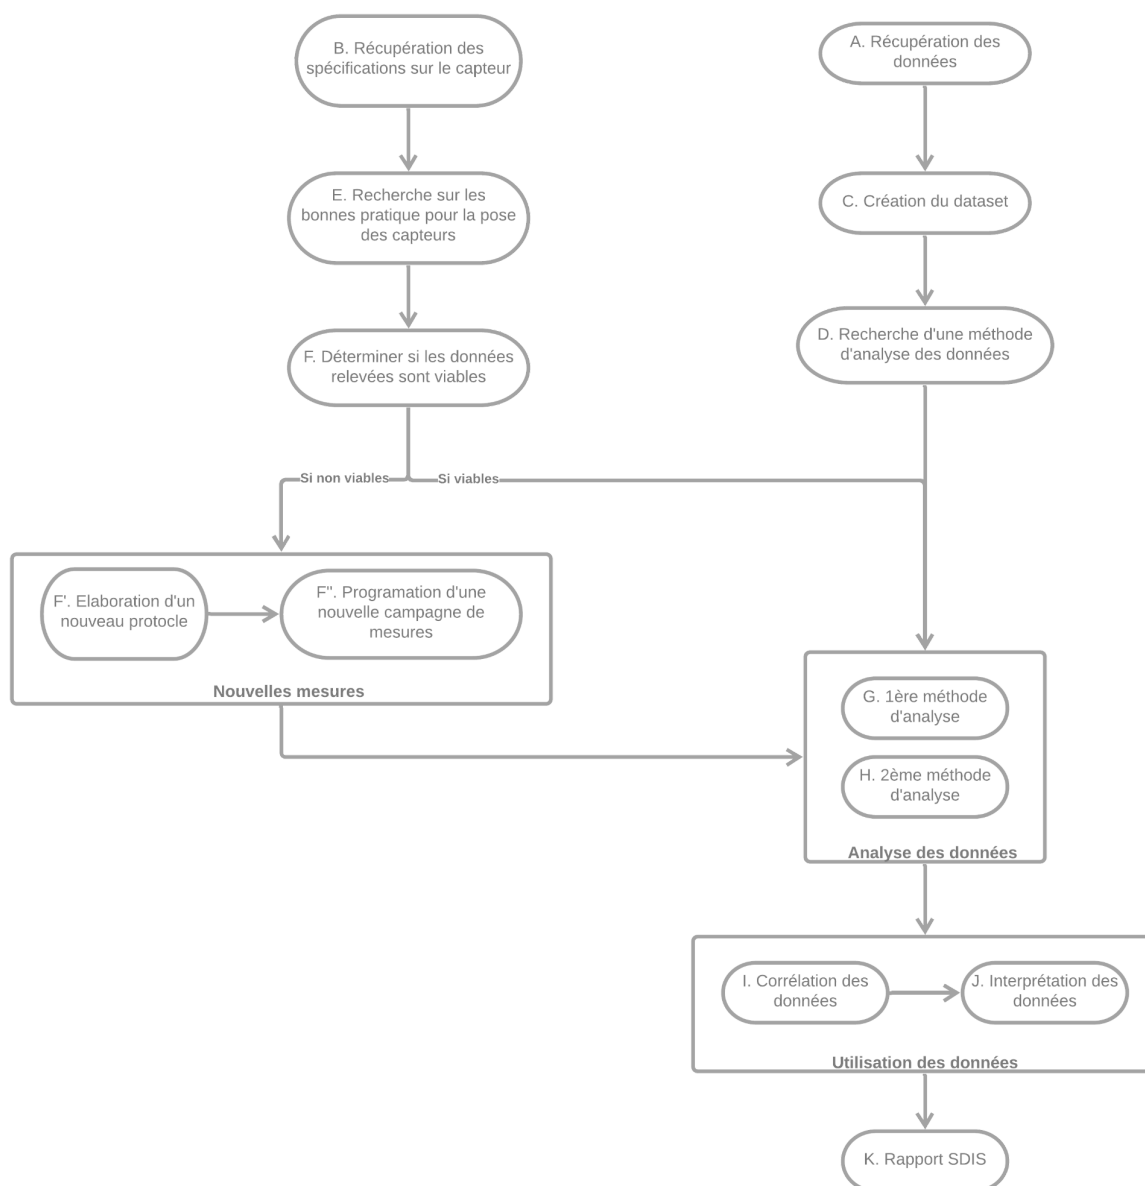 B. Récupération des
spécifications sur le capteur
A. Récupération des
données
E. Recherche sur les
bonnes pratique pour la pose
des capteurs
C. Création du dataset
F. Déterminer si les données
relevées sont viables
D. Recherche d'une méthode
d'analyse des données
Si non viables
Si viables
F'. Elaboration d'un
nouveau protocle
F". Programation d'une
nouvelle campagne de
mesures
Nouvelles mesures
G. 1ère méthode
d'analyse
H. 2ème méthode
d'analyse
Analyse des données
I. Corrélation des
données
J. Interprétation des
données
Utilisation des données
K. Rapport SDIS